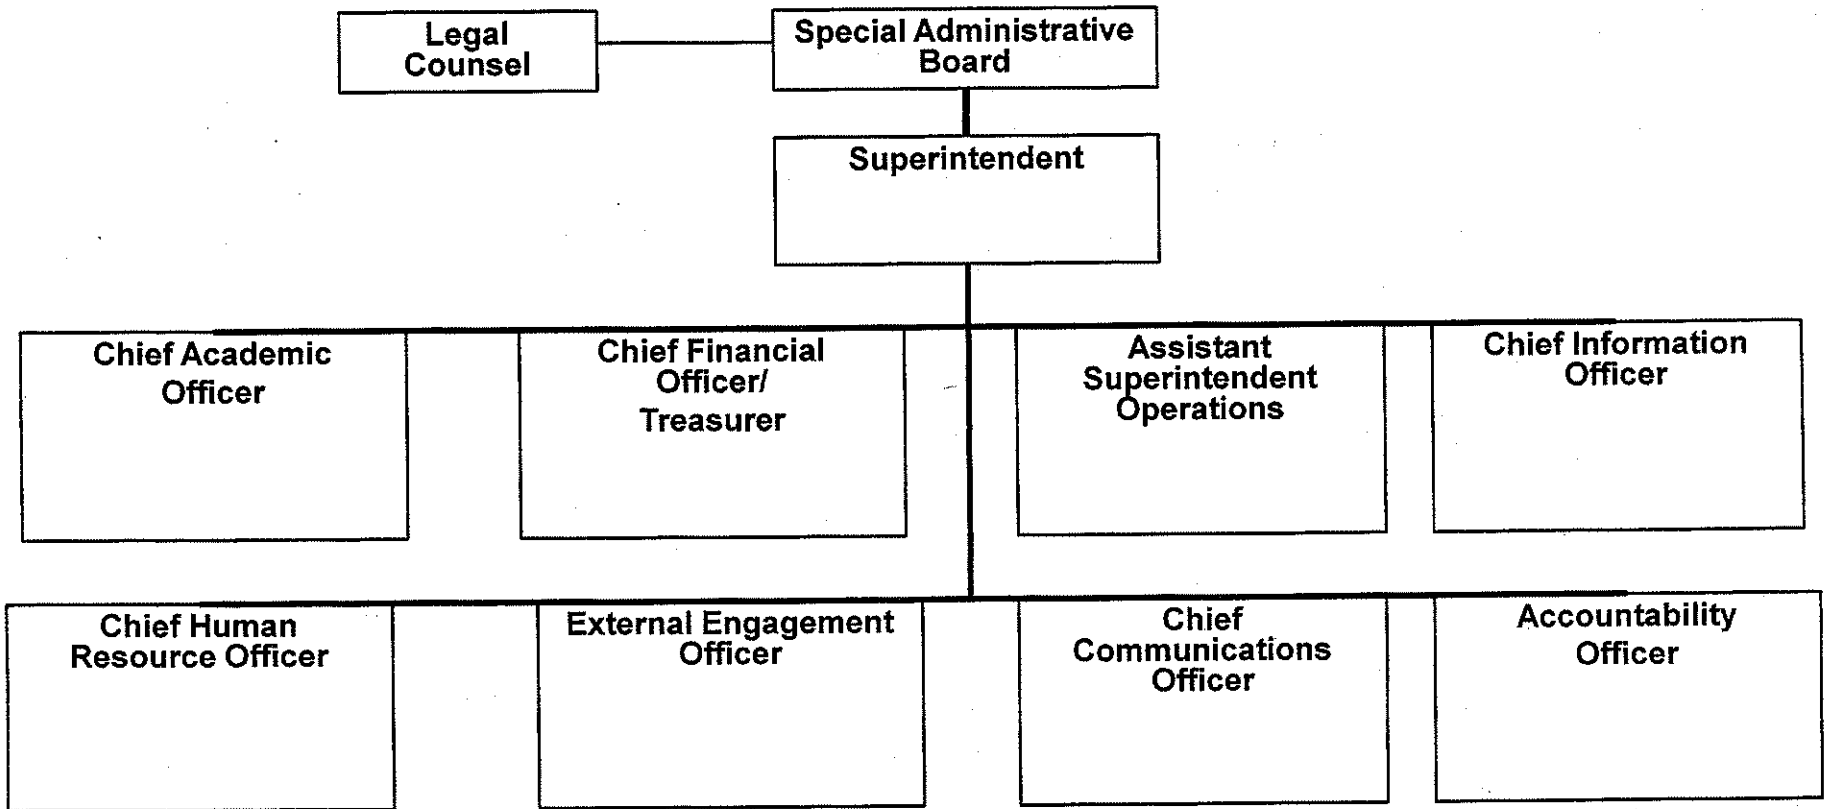 Legal
Counsel
Special Administrative
Board
Superintendent
Chief Academic
Officer
Chief Financial
Officer/
Treasurer
Assistant
Superintendent
Operations
Chief Information
Officer
Chief Human
Resource Officer
External Engagement
Officer
Chief
Communications
Officer
Accountability
Officer